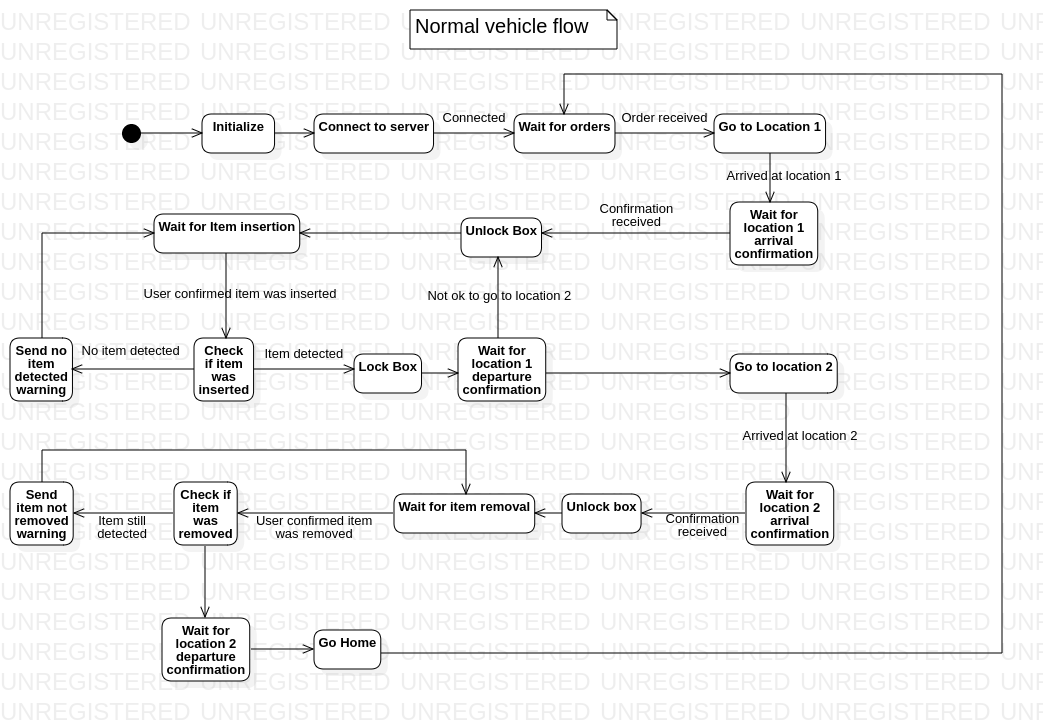 Normal vehicle flow
Initialize
Connect to server
Connected
Wait for orders
Order received
Go to Location 1
Arrived at location 1
Wait for
location 1
arrival
confirmation
Confirmation
received
Unlock Box
Wait for Item insertion
User confirmed item was inserted
Not ok to go to location 2
Send no
item
detected
warning
No item detected
Check
if item
was
inserted
Item detected
Lock Box
Wait for
location 1
departure
confirmation
Go to location 2
Arrived at location 2
Wait for
location 2
arrival
confirmation
Confirmation
received
Unlock box
Wait for item removal
User confirmed item
was removed
Check if
item
was
removed
Item still
detected
Send
item not
removed
warning
Wait for
location 2
departure
confirmation
Go Home
UNREGISTERED